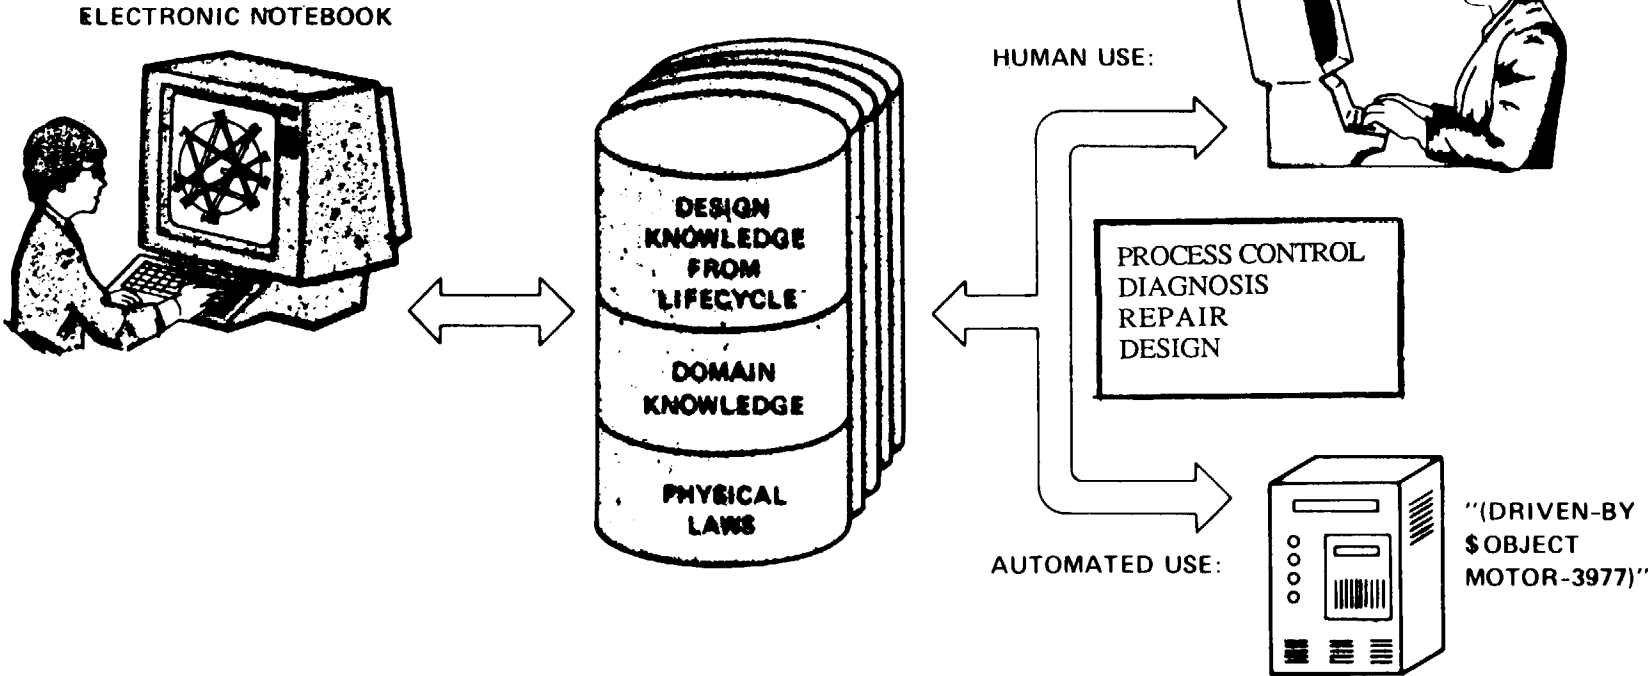 ELECTRONIC NOTEBOOK
DESIGN
KNOWLEDGE
FROM
LIFECYCLE
DOMAIN
KNOWLEDGE
PHYSICAL
LAWS
HUMAN USE:
PROCESS CONTROL
DIAGNOSIS
REPAIR
DESIGN
AUTOMATED USE:
"(DRIVEN-BY
$OBJECT
MOTOR-3977)"